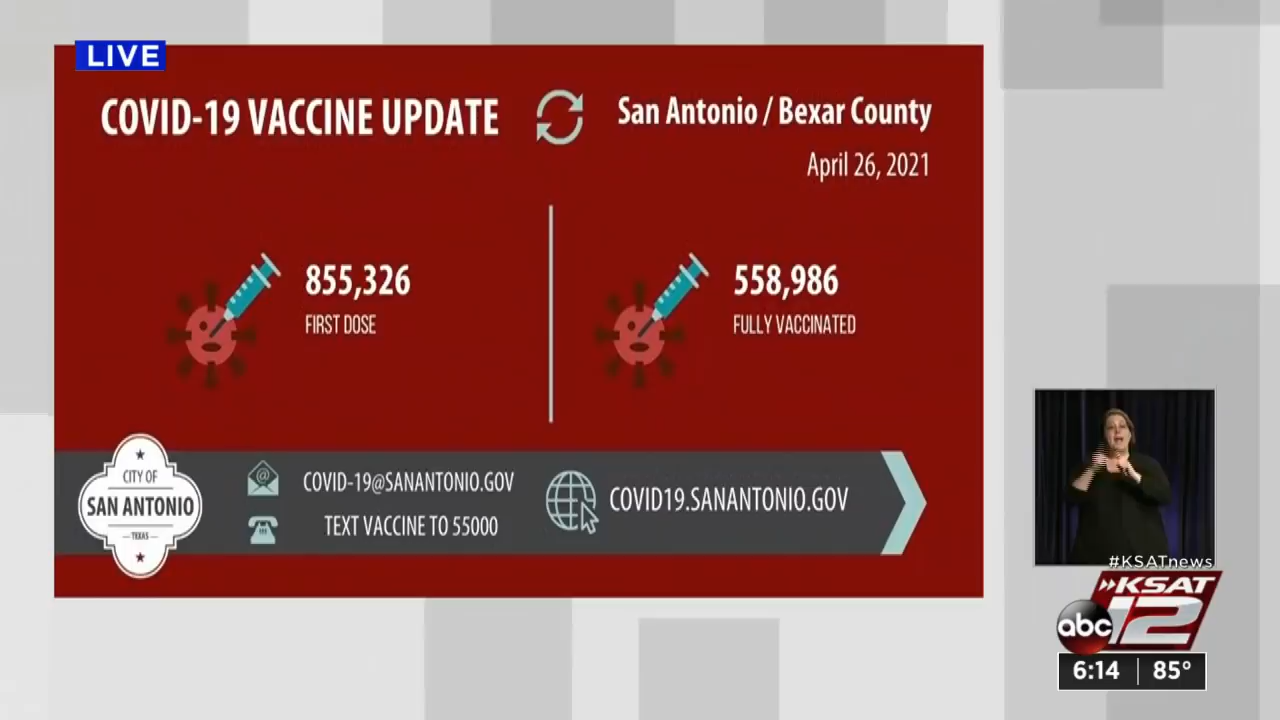 LIVE
COVID-19 VACCINE UPDATE
San Antonio / Bexar County
April 26, 2021
855,326
FIRST DOSE
558,986
FULLY VACCINATED
CITY OF
SAN ANTONIO
TEXAS
COVID-19@SANANTONIO.GOV
TEXT VACCINE TO 55000
COVID19.SANANTONIO.GOV
#KSATnews
KSAT
abc 12
6:14 85°